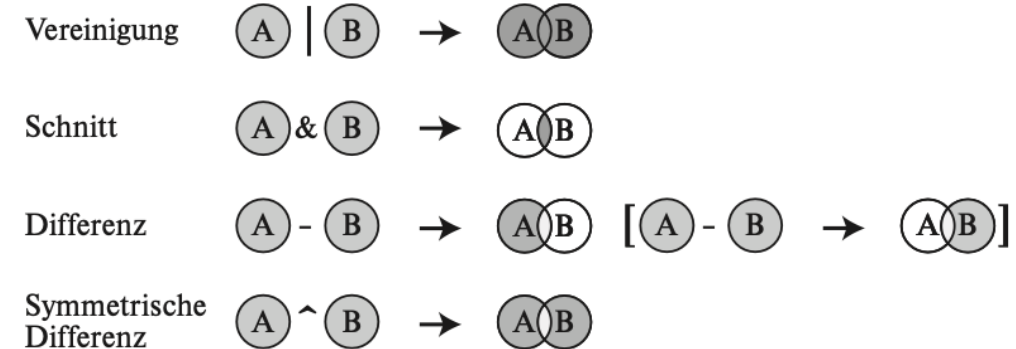 Vereinigung A | B → A B
Schnitt A & B → A B
Differenz A - B → A B [ A - B → A B ]
Symmetrische
Differenz A ^ B → A B